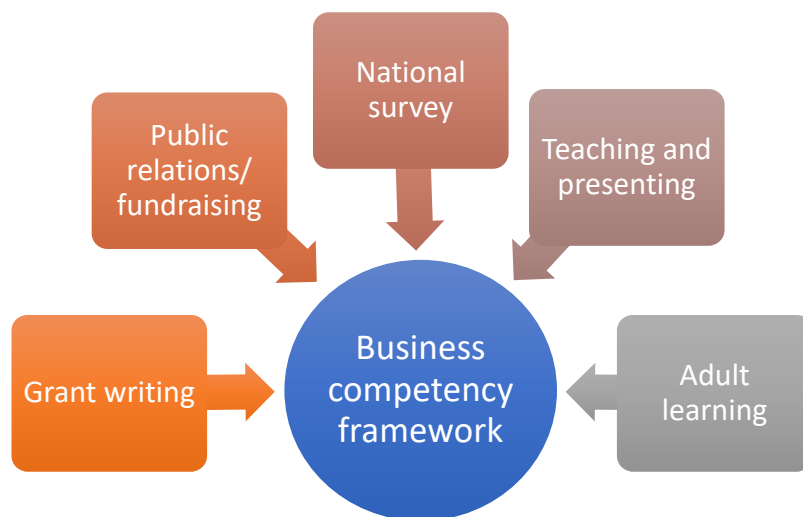 National
survey
Public
relations/
fundraising
Teaching and
presenting
Grant writing
Business
competency
framework
Adult
learning